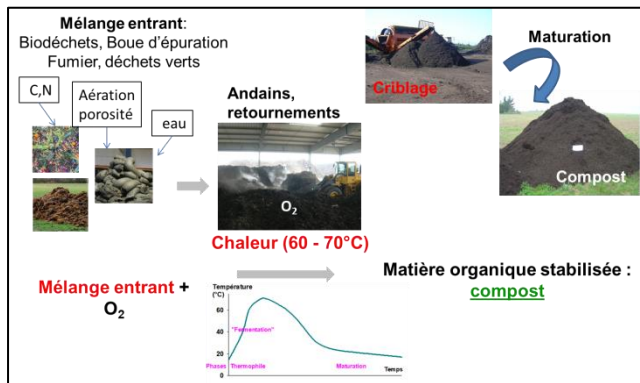 Mélange entrant:
Biodéchets, Boue d'épuration
Fumier, déchets verts
C,N
Aération
porosité
eau
Andains,
retournements
O2
Chaleur (60 - 70°C)
Criblage
Maturation
Compost
Mélange entrant +
O2
Matière organique stabilisée :
compost
Température
(°C)
80
60
40
20
0
"Fermentation"
Phases
Thermophile
Maturation
Temps